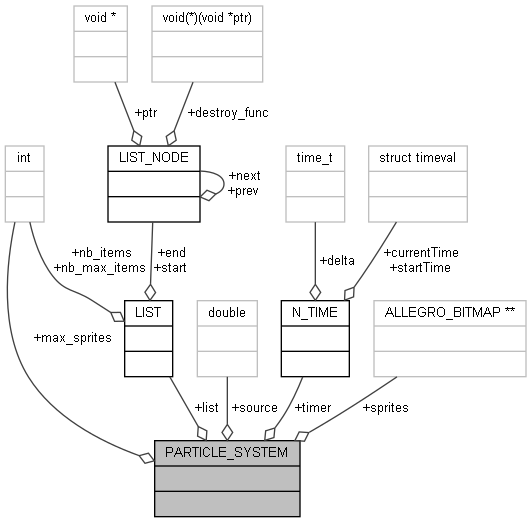 void *
void(*)(void *ptr)
+ptr
+destroy_func
int
LIST_NODE
time_t
struct timeval
+next
+prev
+nb_items
+nb_max_items
+end
+start
+delta
+currentTime
+startTime
LIST
double
N_TIME
ALLEGRO_BITMAP **
+max_sprites
+list
+source
+timer
+sprites
PARTICLE_SYSTEM